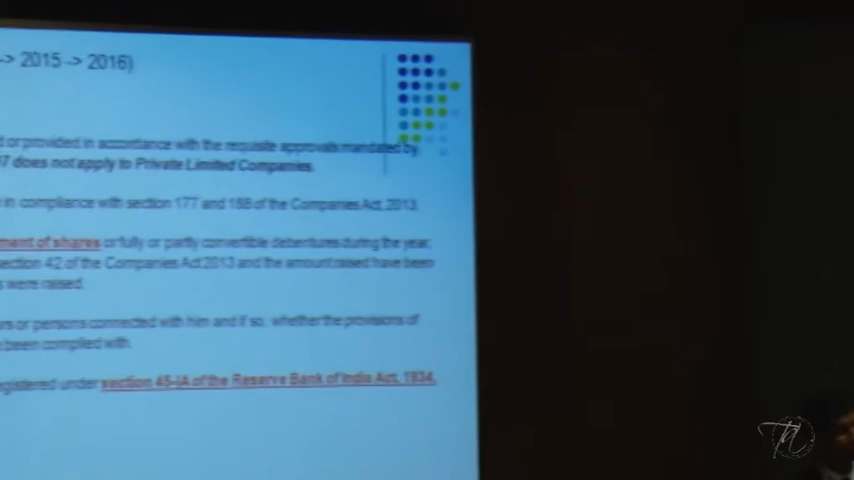 -> 2015 -> 2016)
d or provided in accordance with the requisite approvals mandated by
7 does not apply to Private Limited Companies.
in compliance with section 177 and 188 of the Companies Act, 2013.
ment of shares or fully or partly convertible debentures during the year,
section 42 of the Companies Act 2013 and the amount raised have been
s were raised.
rs or persons connected with him and if so, whether the provisions of
been complied with.
egistered under section 45-IA of the Reserve Bank of India Act, 1934.